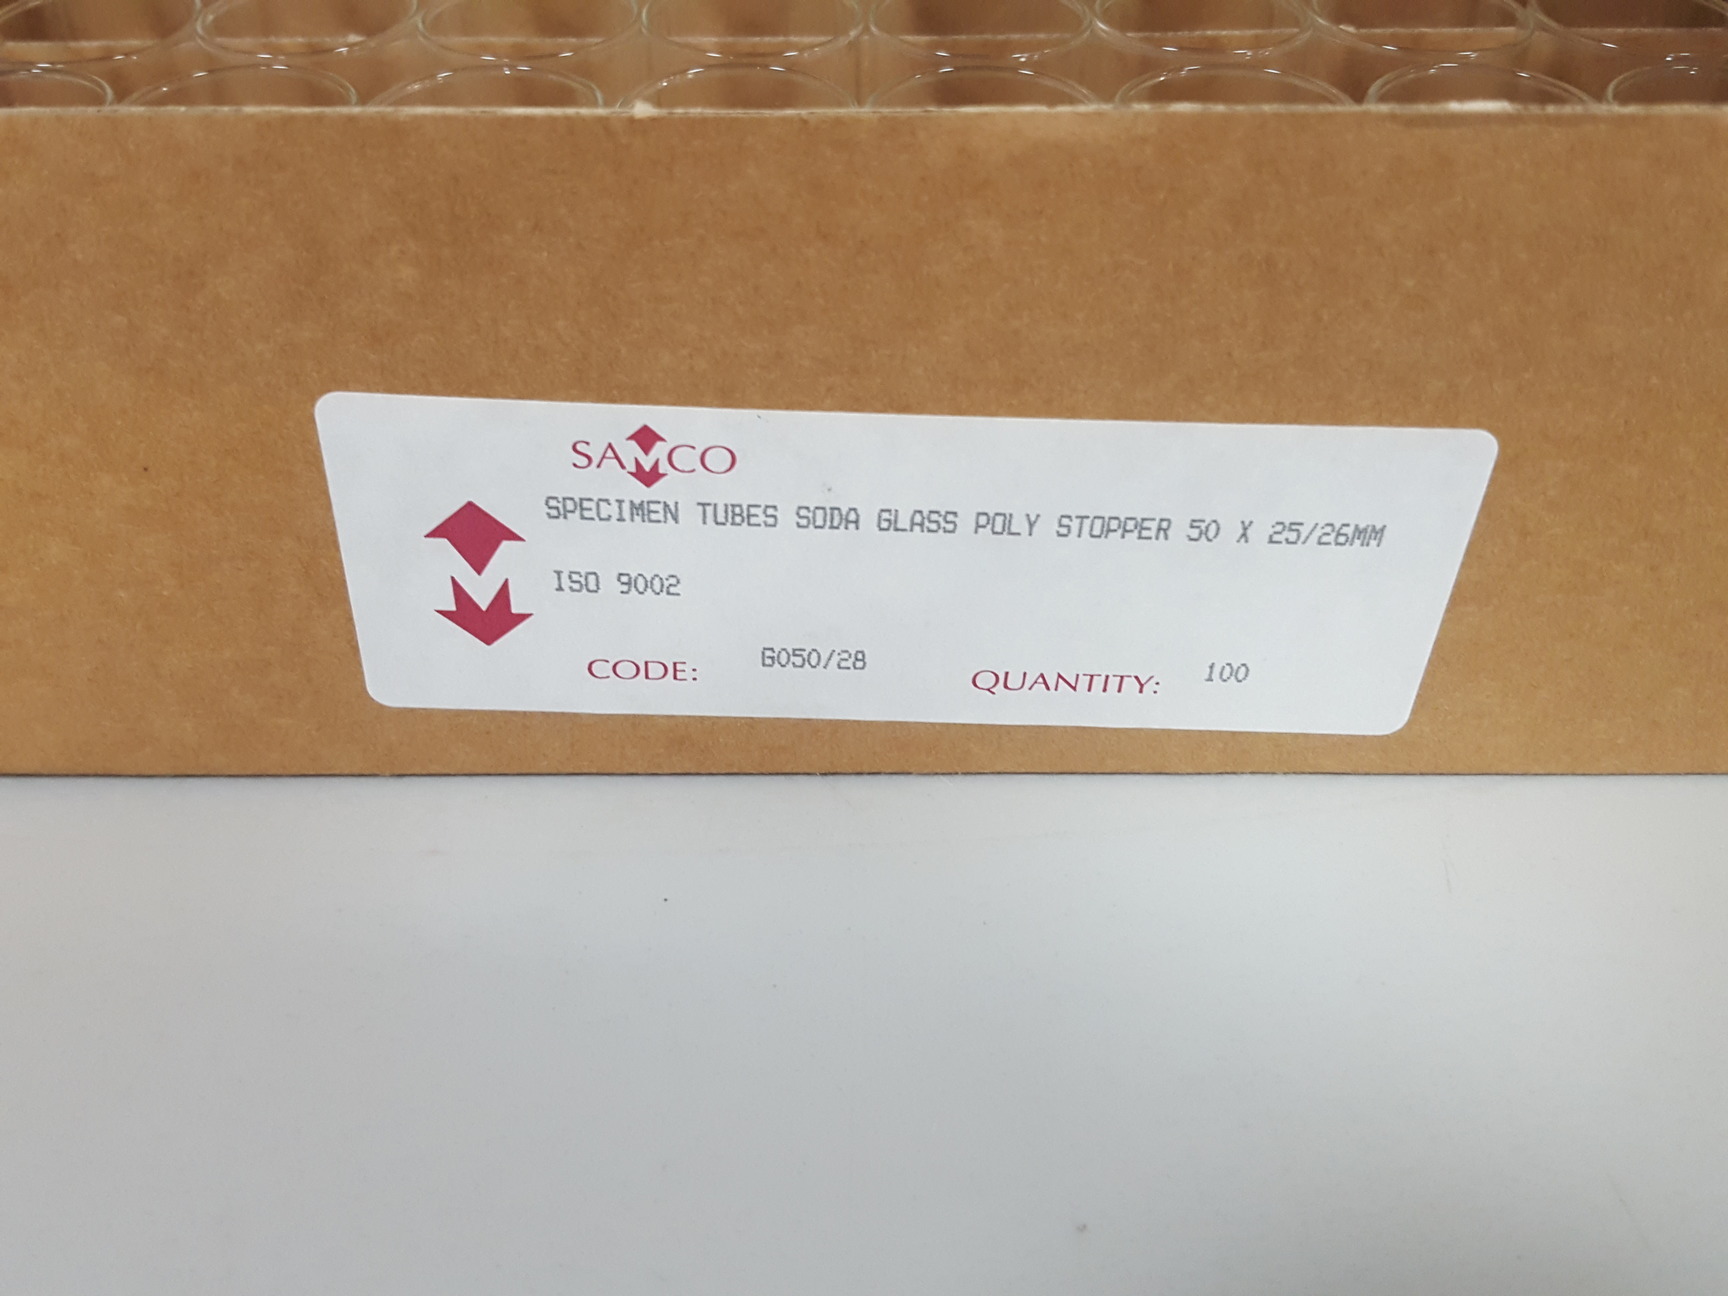 SAMCO
SPECIMEN TUBES SODA GLASS POLY STOPPER 50 X 25/26MM
ISO 9002
CODE: G050/28 QUANTITY: 100